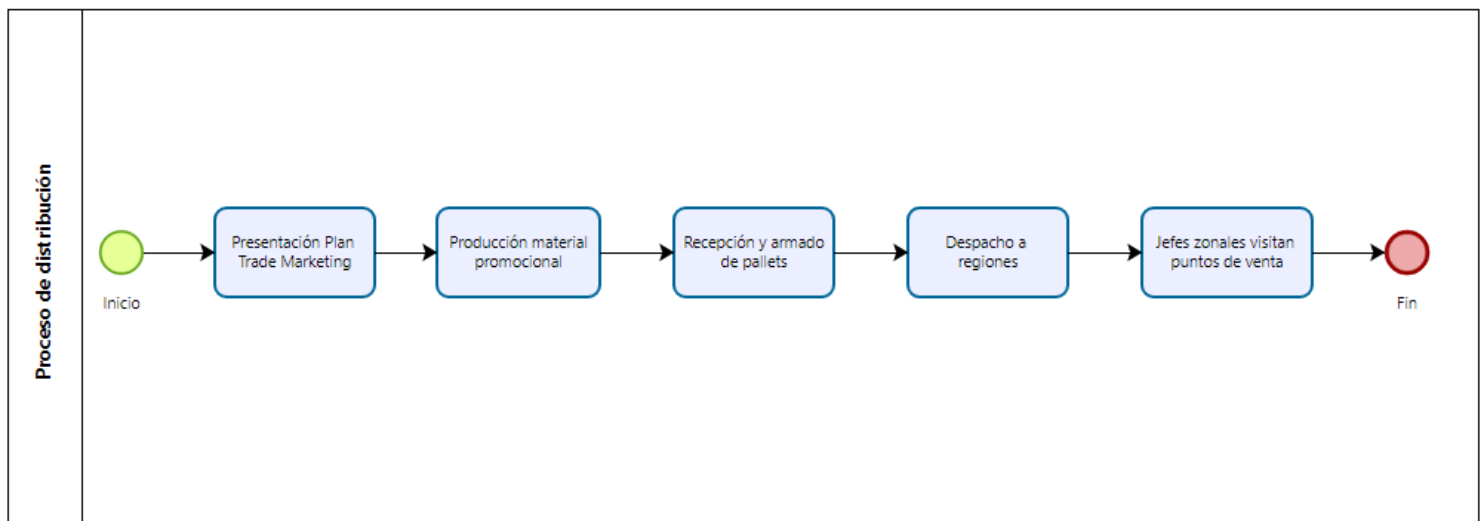 Proceso de distribución
Inicio
Presentación Plan
Trade Marketing
Producción material
promocional
Recepción y armado
de pallets
Despacho a
regiones
Jefes zonales visitan
puntos de venta
Fin